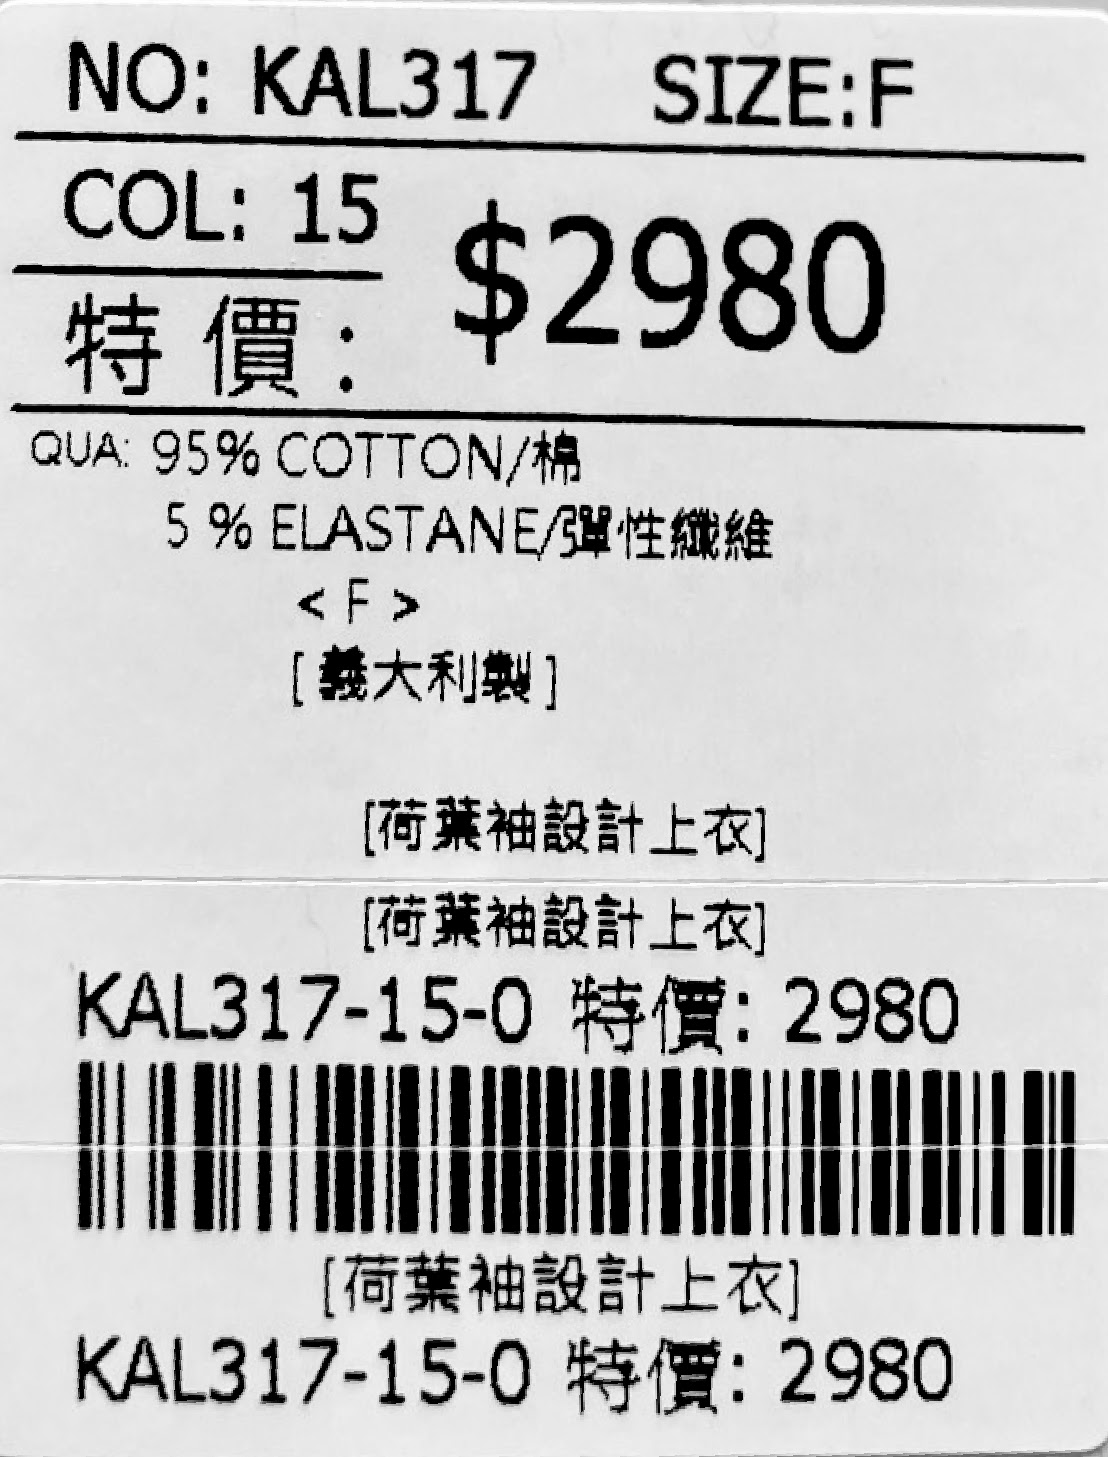 NO: KAL317 SIZE:F
COL: 15
$2980
特價:
QUA: 95% COTTON/棉
5 % ELASTANE/彈性纖維
< F >
[ 義大利製 ]
[荷葉袖設計上衣]
[荷葉袖設計上衣]
KAL317-15-0 特價: 2980
[荷葉袖設計上衣]
KAL317-15-0 特價: 2980